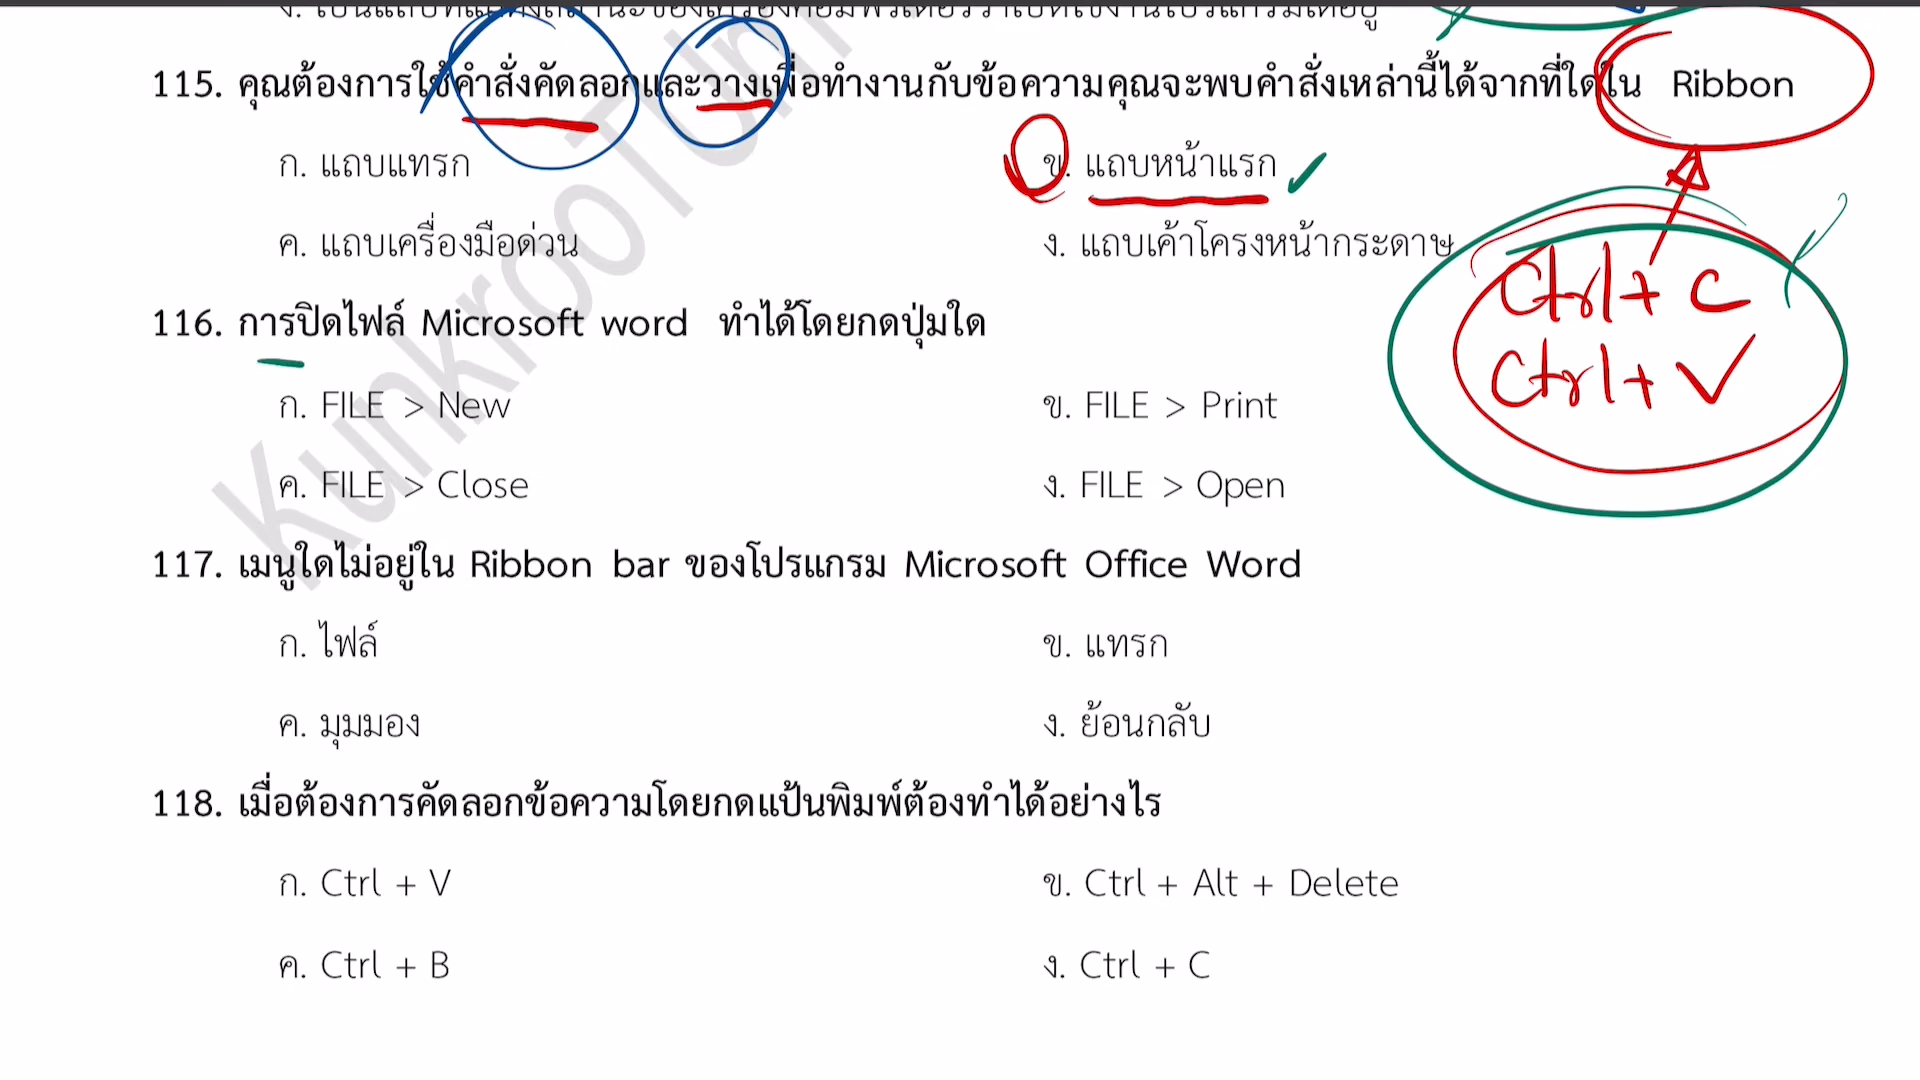 115. คุณต้องการใช้คำสั่งคัดลอกและวางเพื่อทำงานกับข้อความคุณจะพบคำสั่งเหล่านี้ได้จากที่ใดใน Ribbon
ก. แถบแทรก ข. แถบหน้าแรก
ค. แถบเครื่องมือด่วน ง. แถบเค้าโครงหน้ากระดาษ
Ctrl + C
Ctrl + V
116. การปิดไฟล์ Microsoft word ทำได้โดยกดปุ่มใด
ก. FILE > New ข. FILE > Print
ค. FILE > Close ง. FILE > Open
117. เมนูใดไม่อยู่ใน Ribbon bar ของโปรแกรม Microsoft Office Word
ก. ไฟล์ ข. แทรก
ค. มุมมอง ง. ย้อนกลับ
118. เมื่อต้องการคัดลอกข้อความโดยกดแป้นพิมพ์ต้องทำได้อย่างไร
ก. Ctrl + V ข. Ctrl + Alt + Delete
ค. Ctrl + B ง. Ctrl + C